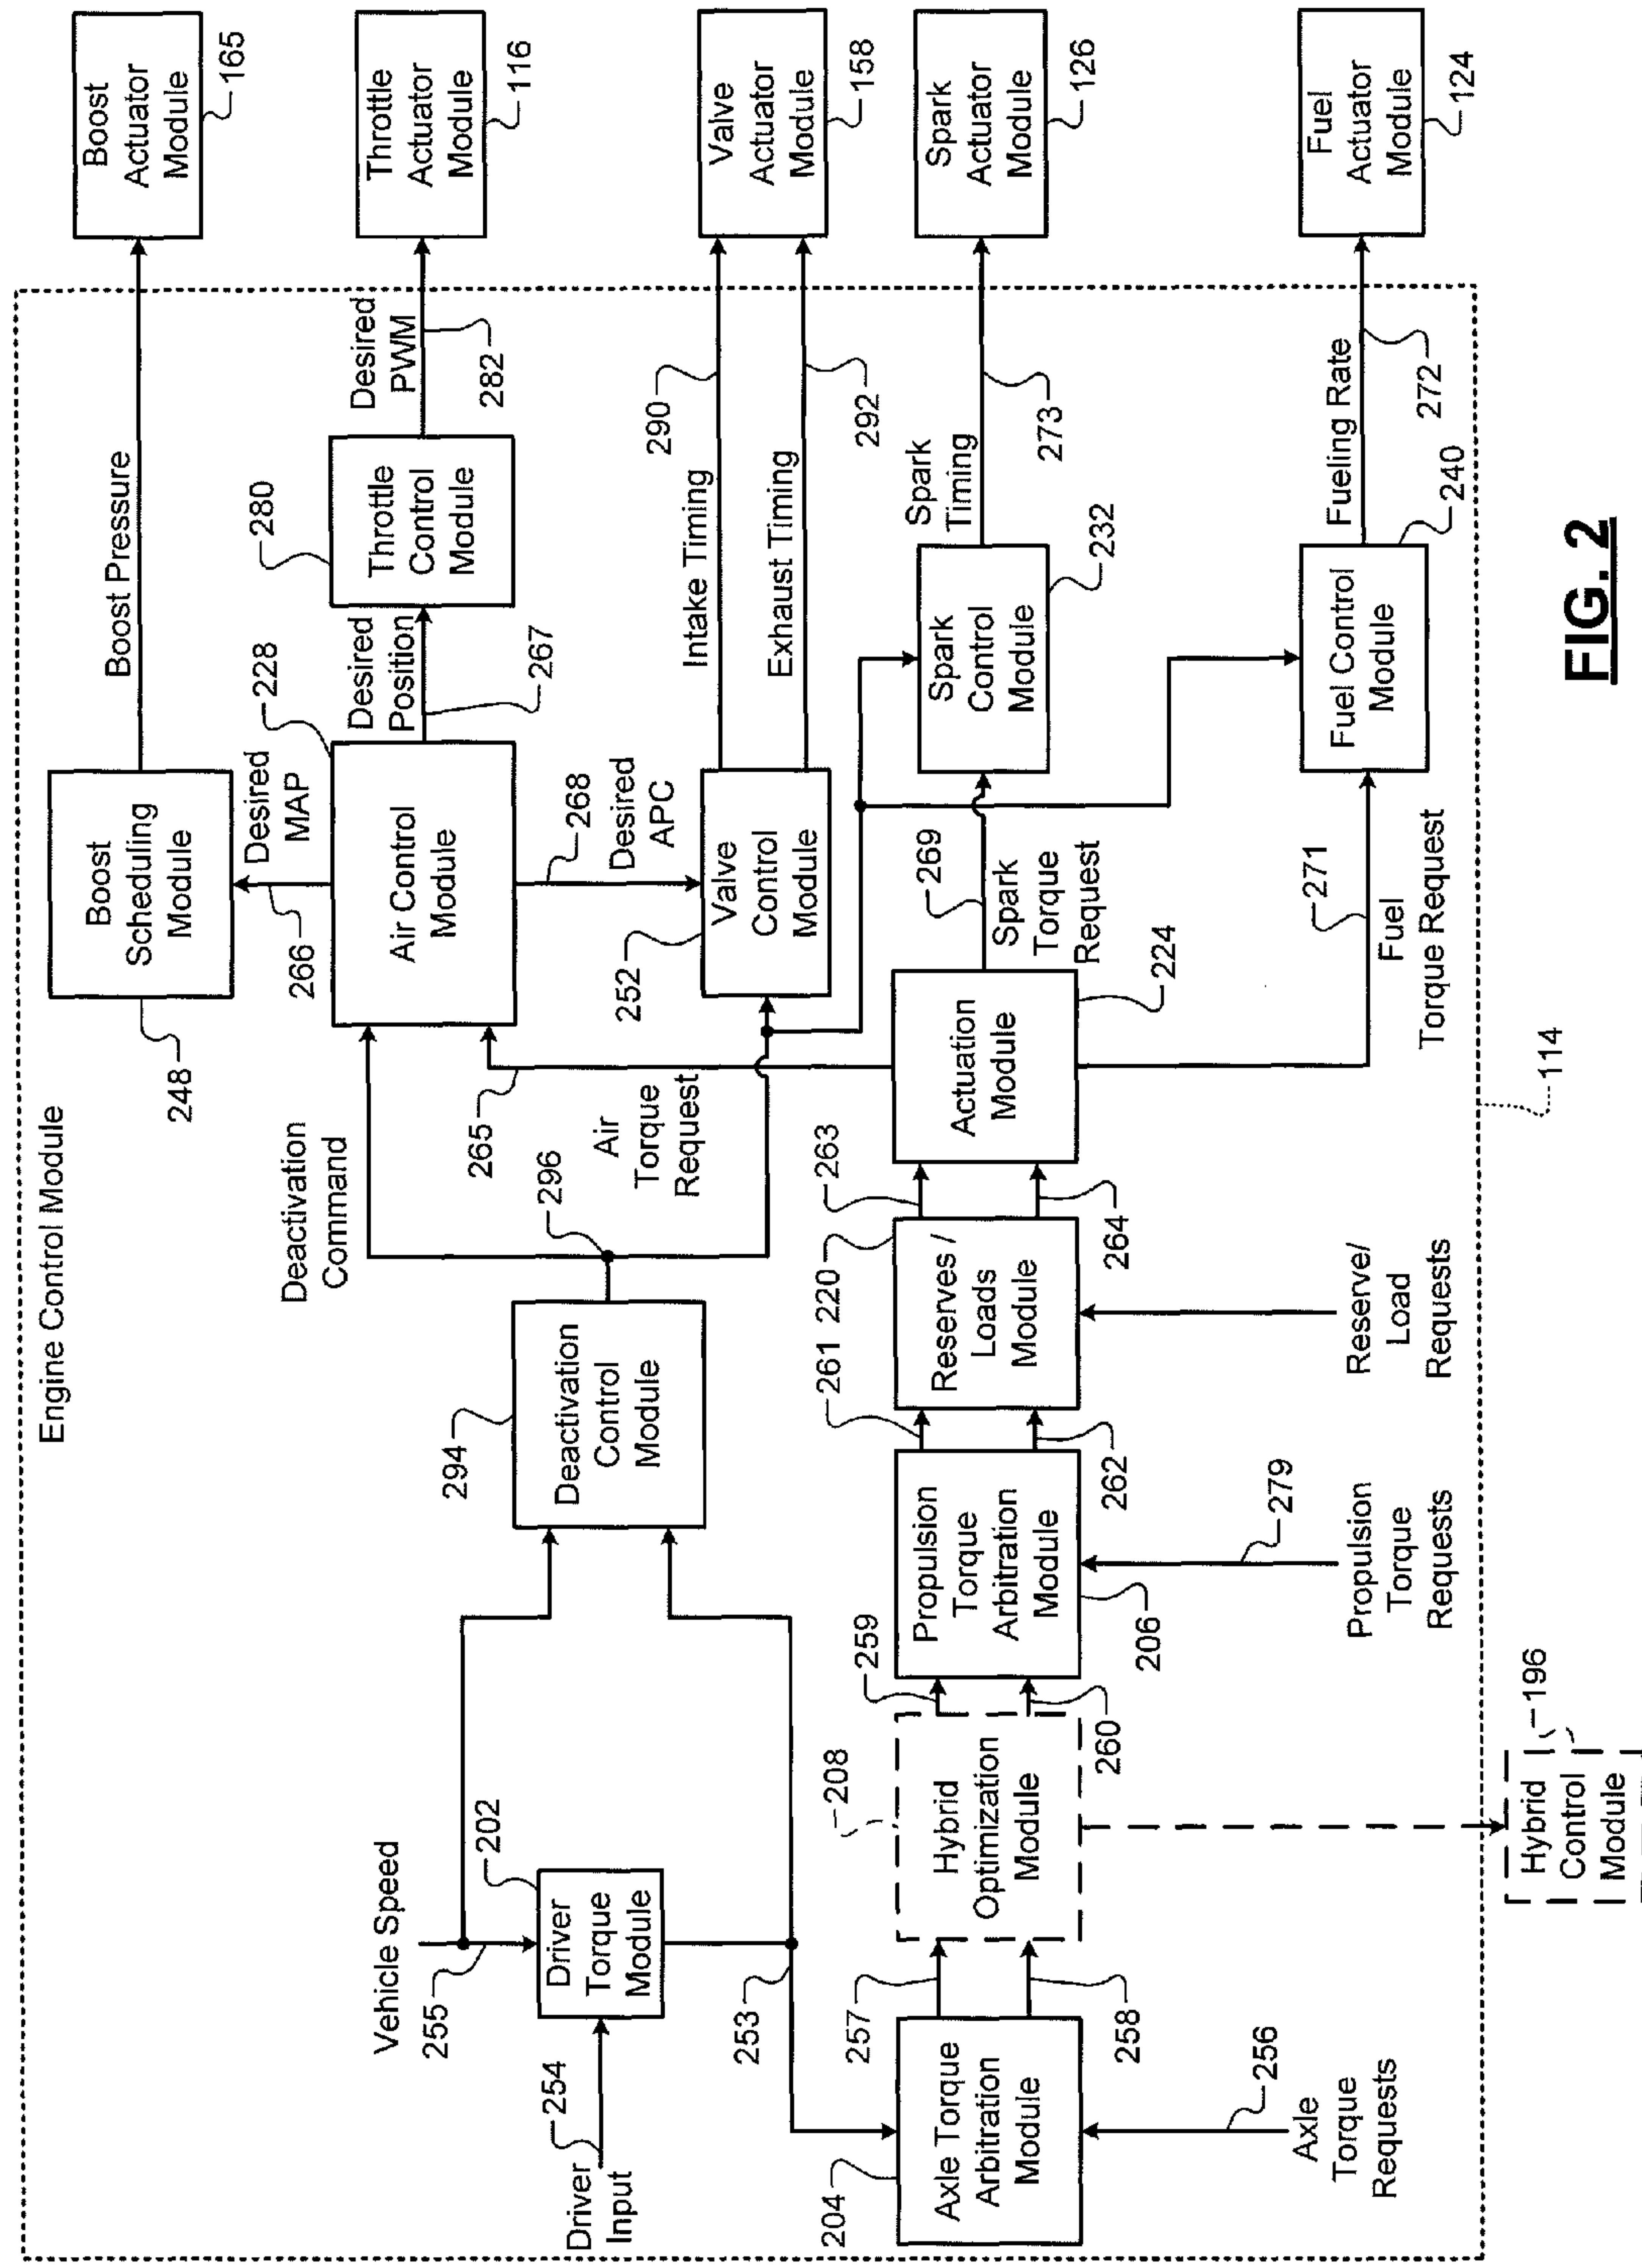 Engine Control Module
Boost
Actuator
Module
165
Throttle
Actuator
Module
116
Valve
Actuator
Module
158
Spark
Actuator
Module
126
Fuel
Actuator
Module
124
Boost Pressure
Desired
PWM
282
290
292
Intake Timing
Exhaust Timing
Spark
Timing
273
Fueling Rate
272
Throttle
Control
Module
280
Desired
Position
267
228
Desired
MAP
266
Boost
Scheduling
Module
248
Air Control
Module
268
Desired
APC
252
Valve
Control
Module
Spark
Control
Module
232
Fuel Control
Module
240
269
Spark
Torque
Request
271
Fuel
Torque Request
Actuation
Module
224
265
Air
Torque
Request
Deactivation
Command
296
263
264
220
Reserves /
Loads
Module
Reserve/
Load
Requests
294
Deactivation
Control
Module
261
262
Propulsion
Torque
Arbitration
Module
206
279
Propulsion
Torque
Requests
259
260
208
Hybrid
Optimization
Module
196
Hybrid
Control
Module
Vehicle Speed
255
202
Driver
Torque
Module
253
254
Driver
Input
257
258
204
Axle Torque
Arbitration
Module
256
Axle
Torque
Requests
114
FIG. 2